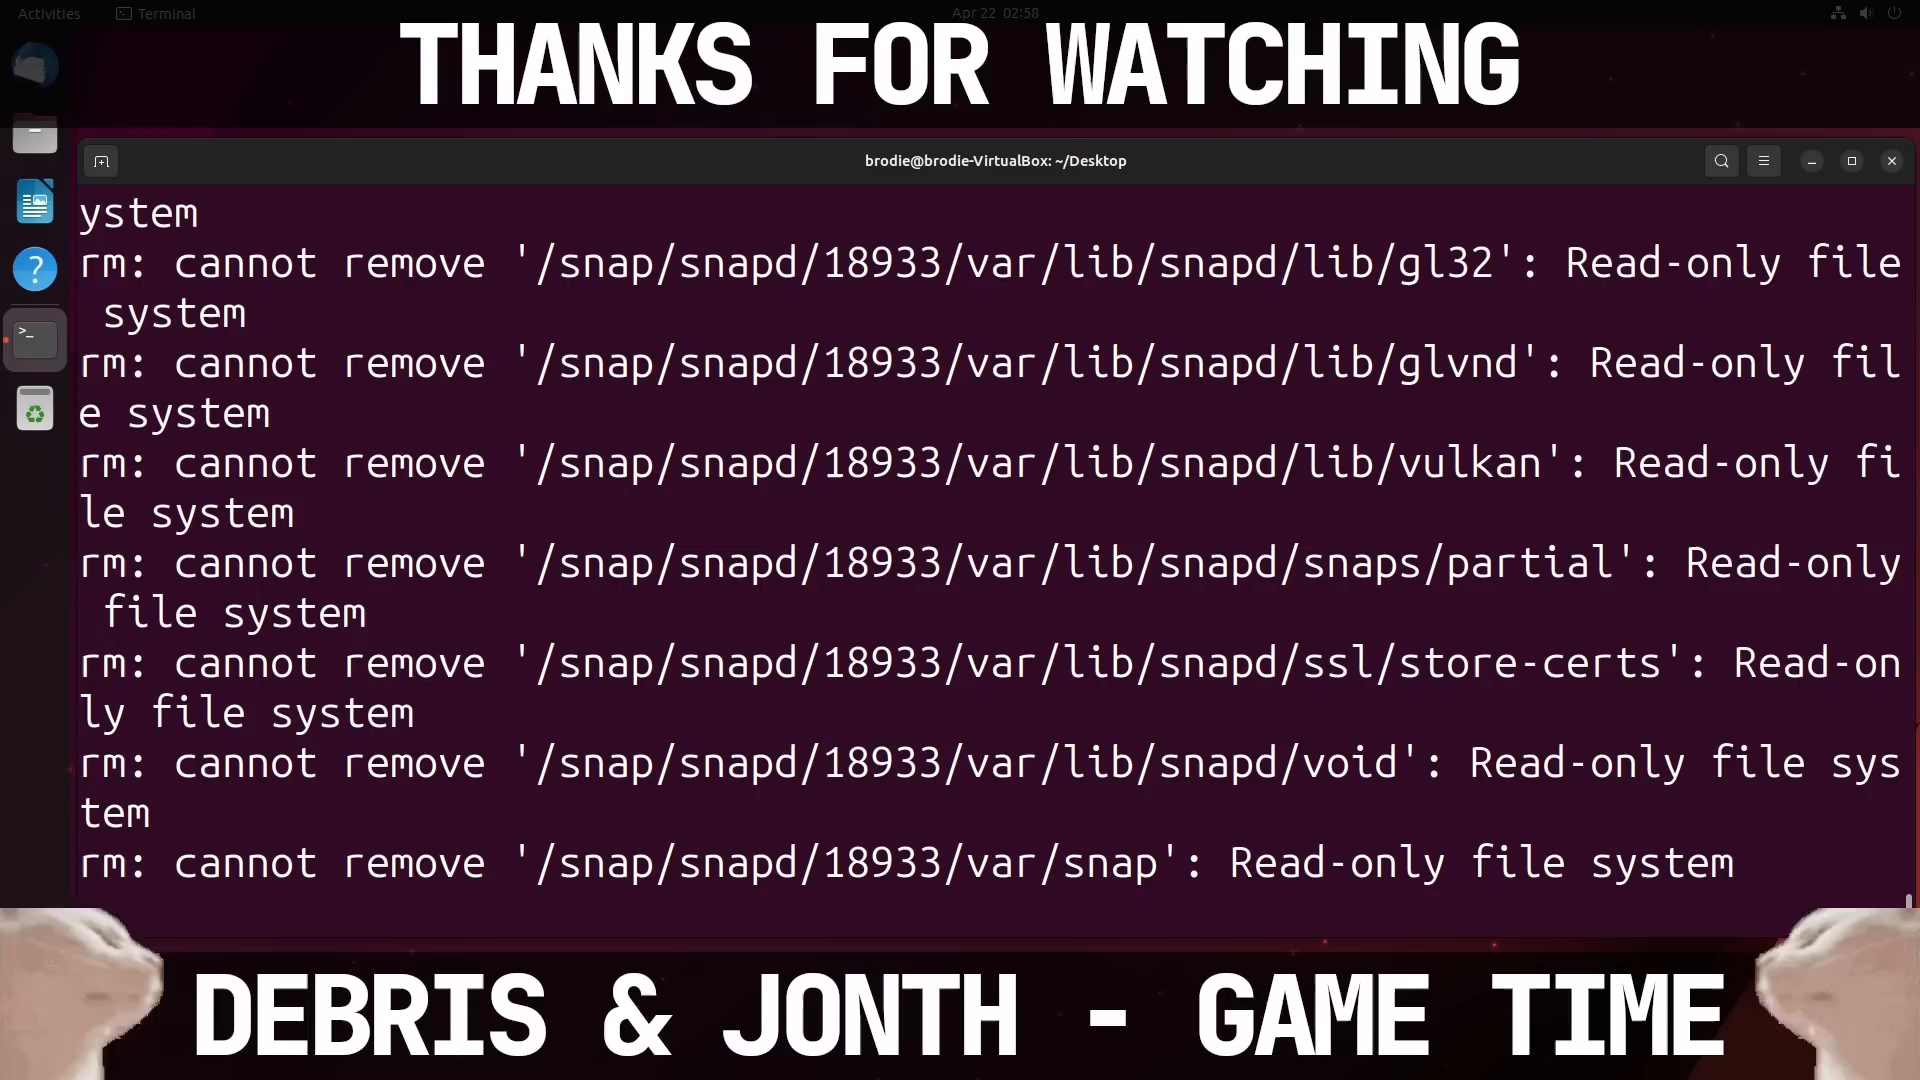 Activities Terminal Apr 22 02:58
THANKS FOR WATCHING
brodie@brodie-VirtualBox: ~/Desktop
ystem
rm: cannot remove '/snap/snapd/18933/var/lib/snapd/lib/gl32': Read-only file
 system
rm: cannot remove '/snap/snapd/18933/var/lib/snapd/lib/glvnd': Read-only fil
e system
rm: cannot remove '/snap/snapd/18933/var/lib/snapd/lib/vulkan': Read-only fi
le system
rm: cannot remove '/snap/snapd/18933/var/lib/snapd/snaps/partial': Read-only
 file system
rm: cannot remove '/snap/snapd/18933/var/lib/snapd/ssl/store-certs': Read-on
ly file system
rm: cannot remove '/snap/snapd/18933/var/lib/snapd/void': Read-only file sys
tem
rm: cannot remove '/snap/snapd/18933/var/snap': Read-only file system
DEBRIS & JONTH - GAME TIME